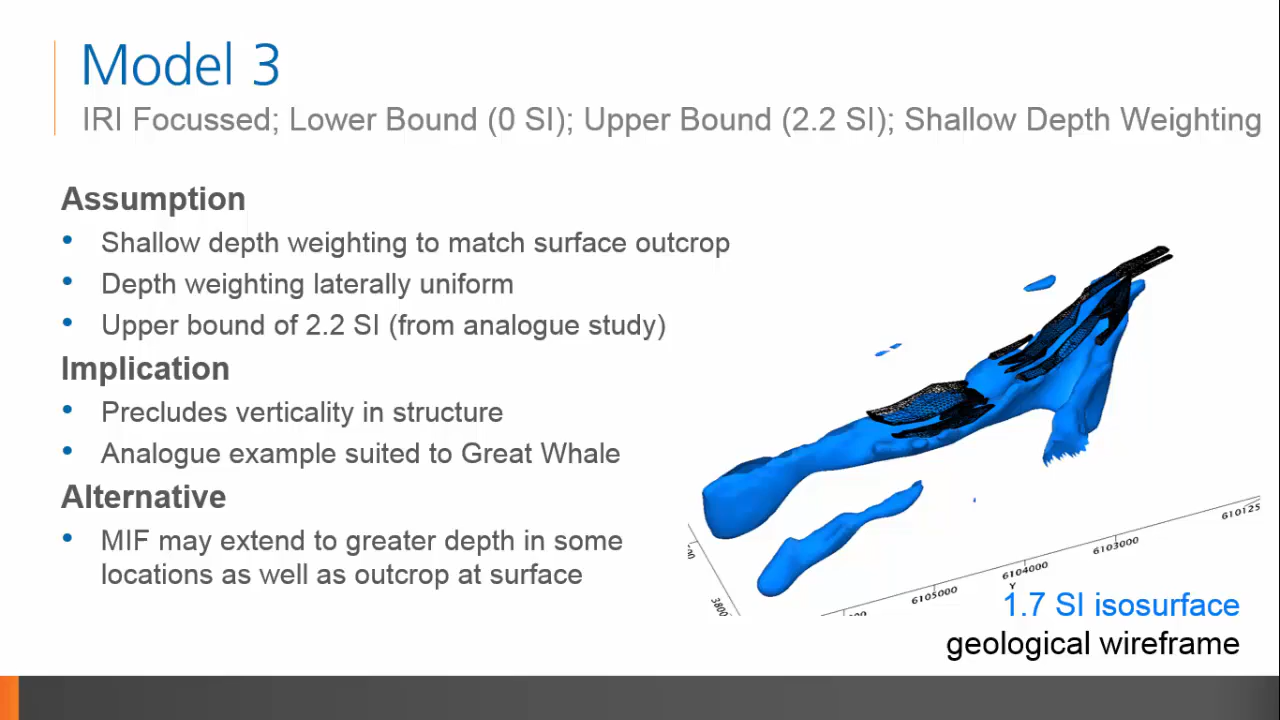 Model 3
IRI Focussed; Lower Bound (0 SI); Upper Bound (2.2 SI); Shallow Depth Weighting
Assumption
• Shallow depth weighting to match surface outcrop
• Depth weighting laterally uniform
• Upper bound of 2.2 SI (from analogue study)
Implication
• Precludes verticality in structure
• Analogue example suited to Great Whale
Alternative
• MIF may extend to greater depth in some
locations as well as outcrop at surface
610125
6103000
6104000
Y
6105000
3800
1.7 SI isosurface
geological wireframe